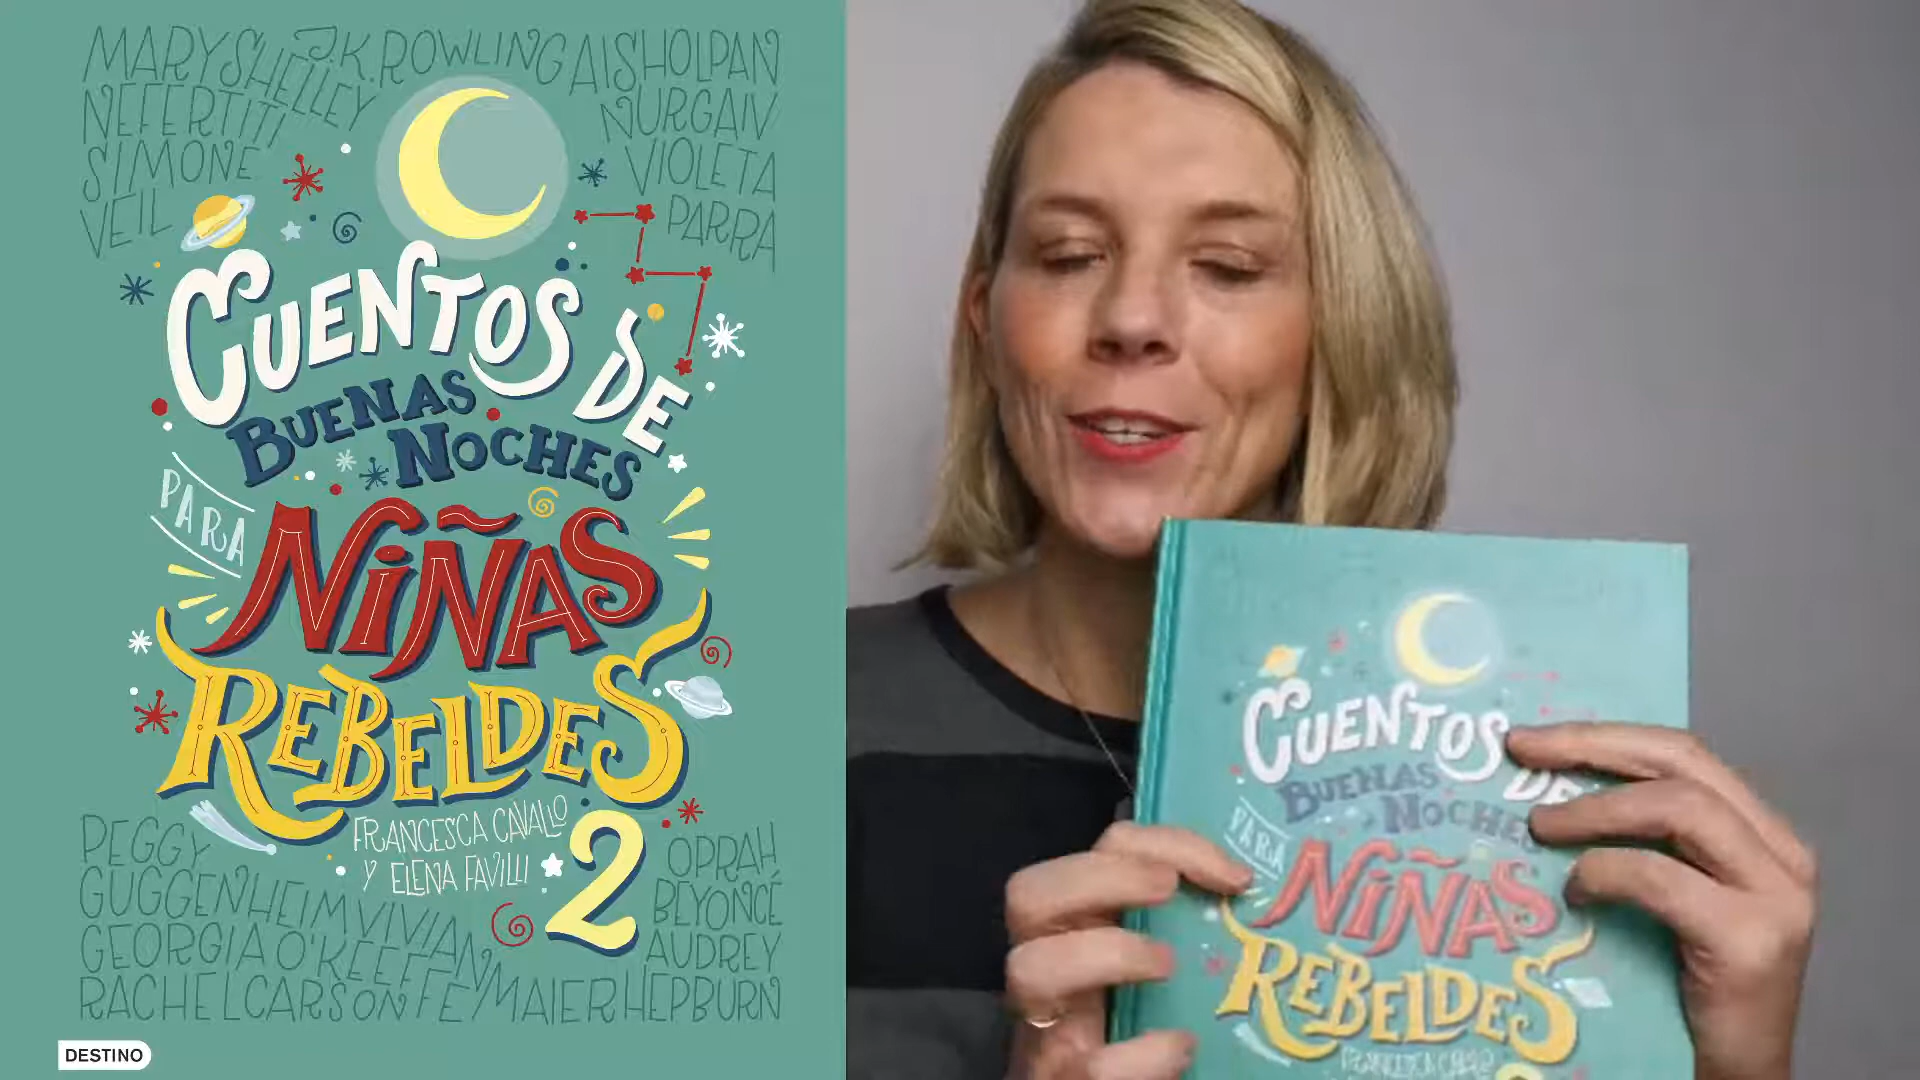 MARY SHELLEY J.K. ROWLING AISHOLPAN
NEFERTITI NURGAIV
SIMONE VIOLETA
VEIL PARRA
CUENTOS DE
BUENAS
NOCHES
PARA
NIÑAS
REBELDES
2
FRANCESCA CAVALLO
Y ELENA FAVILLI
PEGGY OPRAH
GUGGENHEIM VIVIAN BEYONCÉ
GEORGIA O'KEEFFE AUDREY
RACHEL CARSON MAIER HEPBURN
DESTINO
CUENTOS DE
BUENAS
NOCHES
PARA
NIÑAS
REBELDES
FRANCESCA CAVALLO